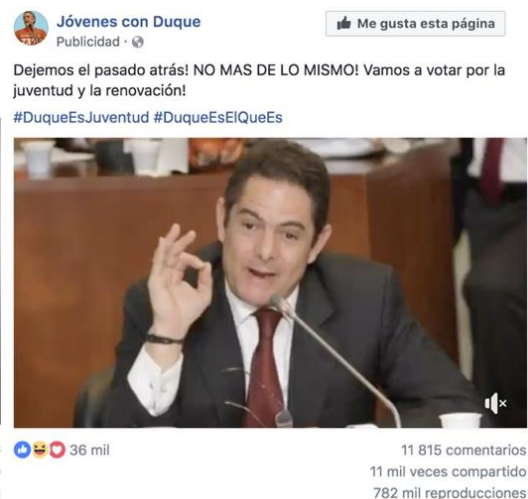 Jóvenes con Duque
Me gusta esta página
Publicidad ·
Dejemos el pasado atrás! NO MAS DE LO MISMO! Vamos a votar por la
juventud y la renovación!
#DuqueEsJuventud #DuqueEsElQueEs
36 mil
11 815 comentarios
11 mil veces compartido
782 mil reproducciones